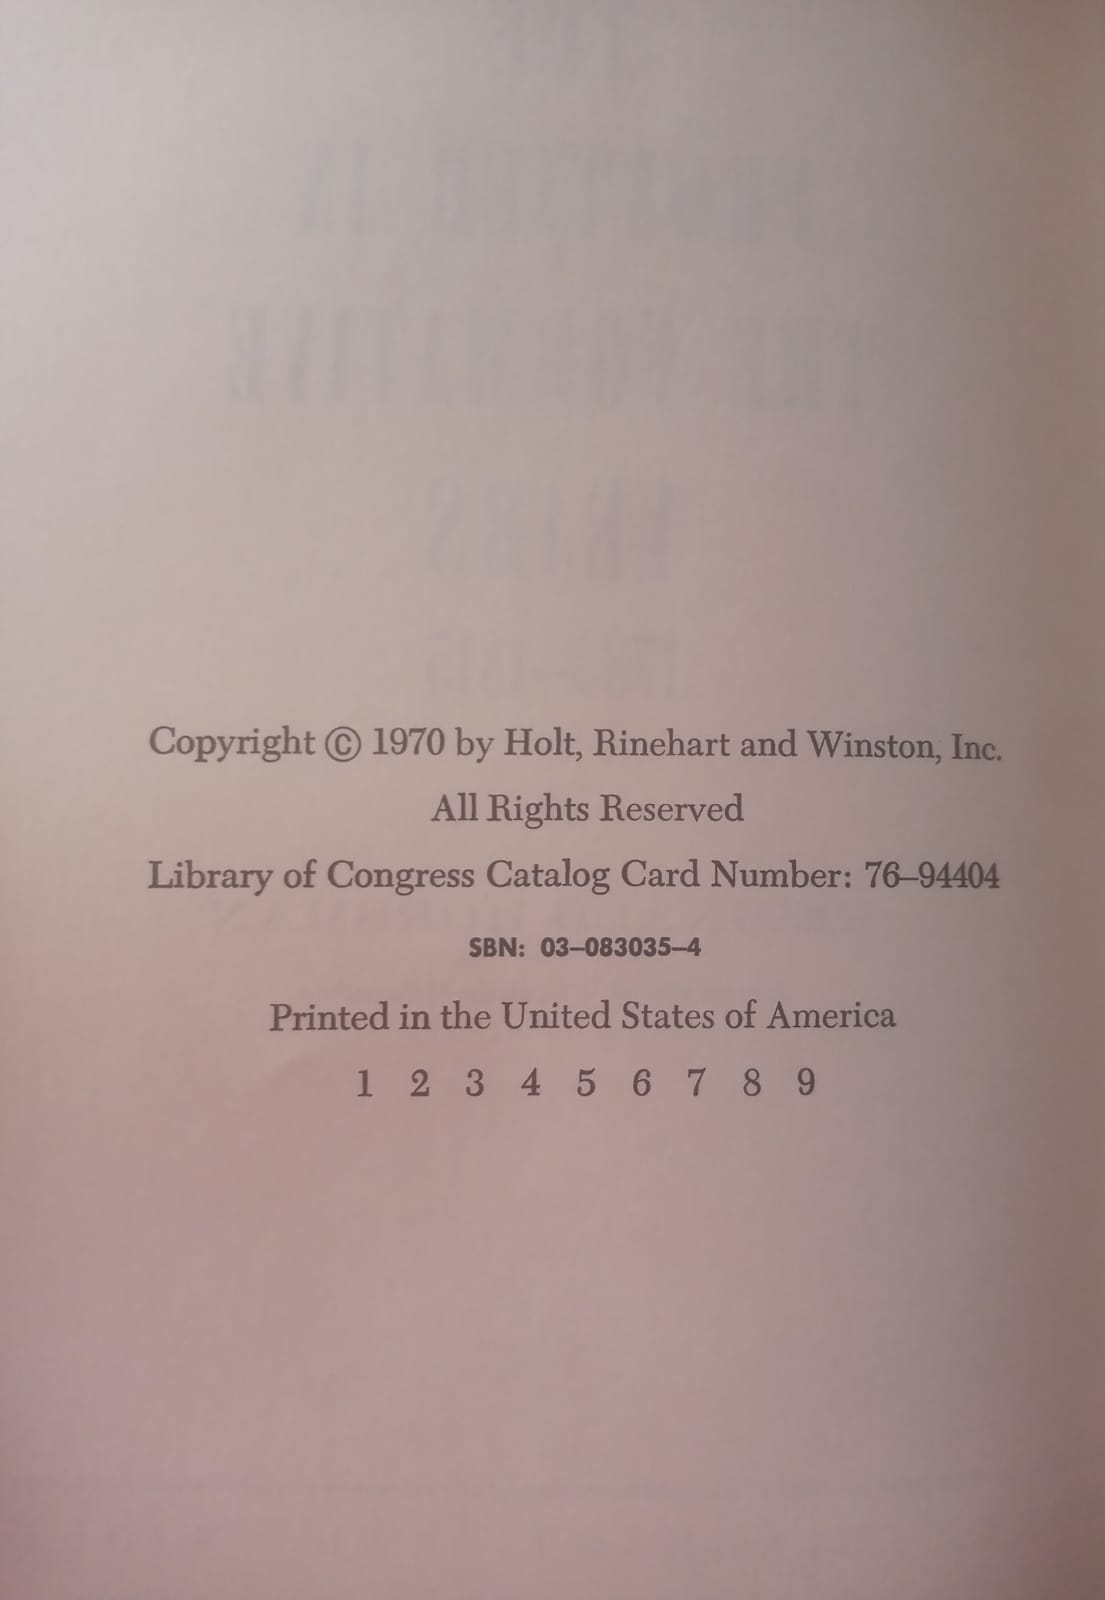 Copyright © 1970 by Holt, Rinehart and Winston, Inc.
All Rights Reserved
Library of Congress Catalog Card Number: 76–94404
SBN: 03–083035–4
Printed in the United States of America
1 2 3 4 5 6 7 8 9